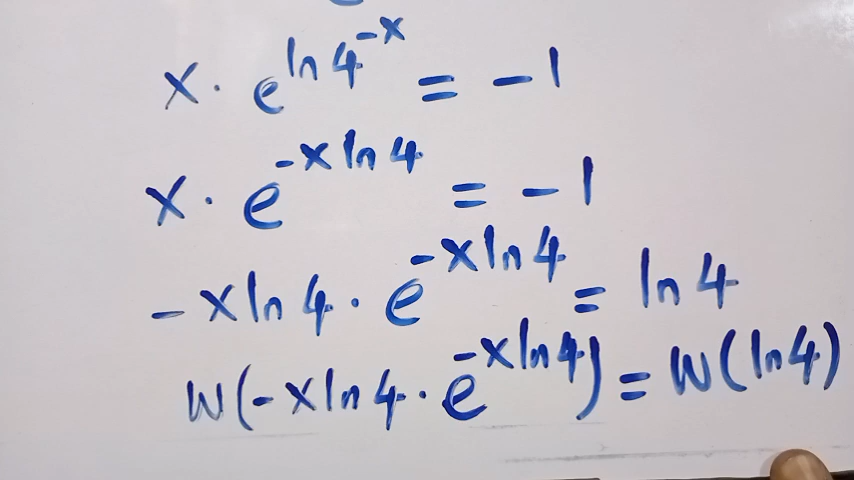 x · e^{ln 4^{-x}} = -1
x · e^{-x ln 4} = -1
-x ln 4 · e^{-x ln 4} = ln 4
W(-x ln 4 · e^{-x ln 4}) = W(ln 4)